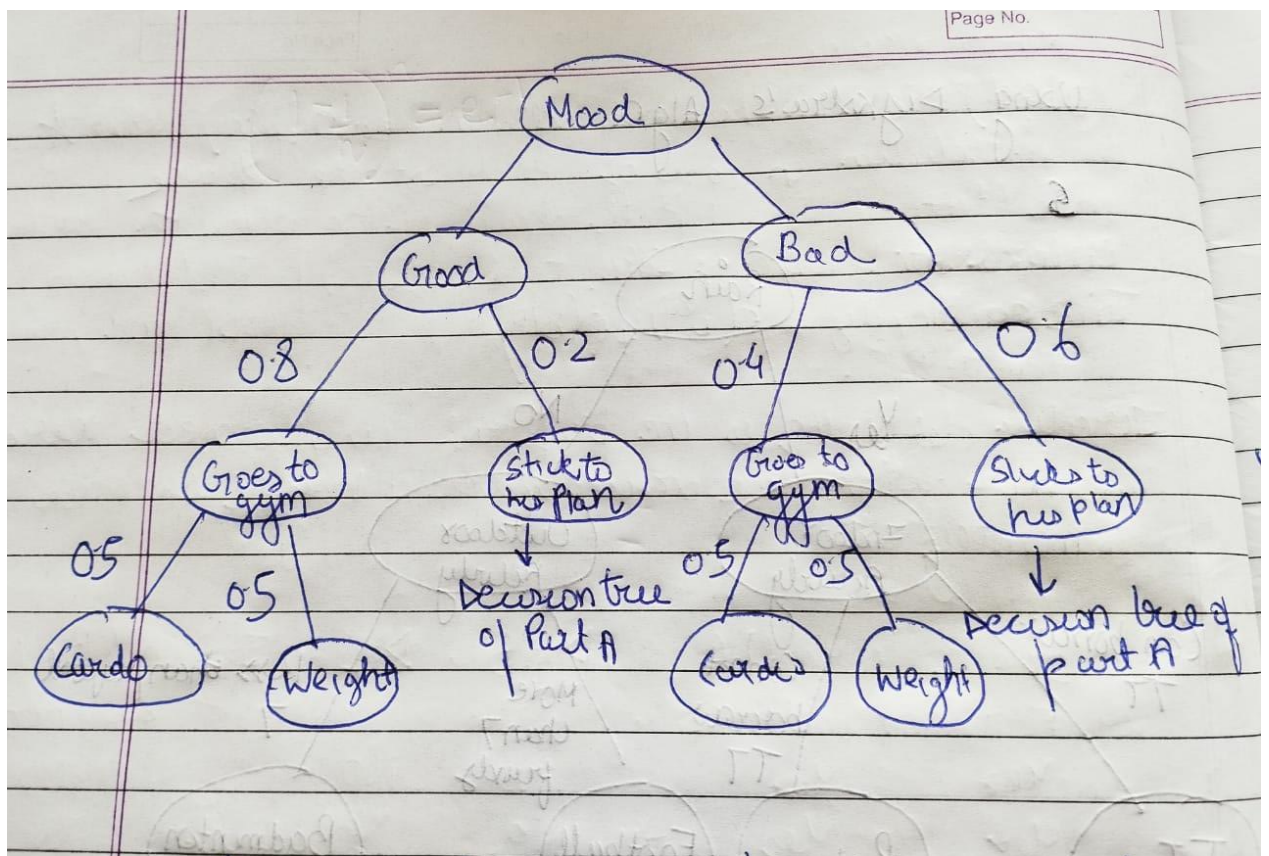 Page No.
Mood
Good
Bad
0.8
0.2
0.4
0.6
Goes to
gym
Stick to
his plan
Goes to
gym
Sticks to
his plan
0.5
0.5
Decision tree
of Part A
0.5
0.5
Decision tree of
part A
Cardo
Weight
Cardio
Weight